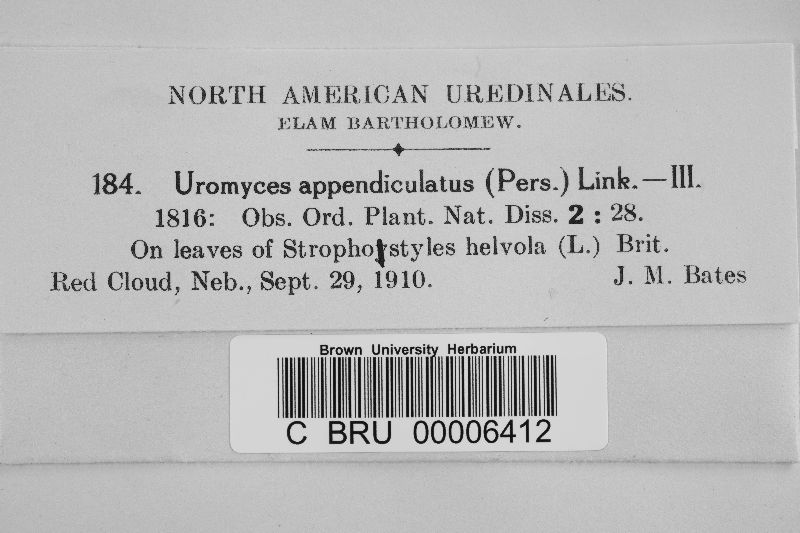 NORTH AMERICAN UREDINALES.
ELAM BARTHOLOMEW.
184. Uromyces appendiculatus (Pers.) Link.—III.
1816: Obs. Ord. Plant. Nat. Diss. 2 : 28.
On leaves of Strophostyles helvola (L.) Brit.
Red Cloud, Neb., Sept. 29, 1910. J. M. Bates
Brown University Herbarium
C BRU 00006412